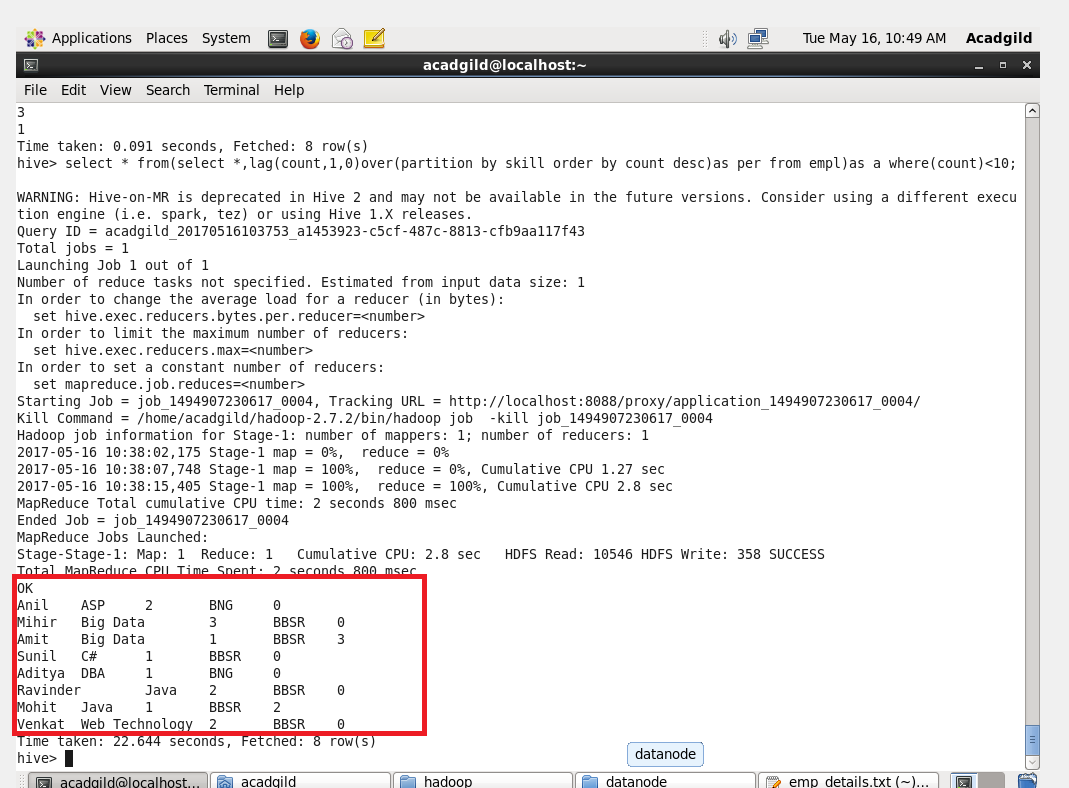 Applications Places System Tue May 16, 10:49 AM Acadgild
acadgild@localhost:~
File Edit View Search Terminal Help
3
1
Time taken: 0.091 seconds, Fetched: 8 row(s)
hive> select * from(select *,lag(count,1,0)over(partition by skill order by count desc)as per from empl)as a where(count)<10;
WARNING: Hive-on-MR is deprecated in Hive 2 and may not be available in the future versions. Consider using a different execu
tion engine (i.e. spark, tez) or using Hive 1.X releases.
Query ID = acadgild_20170516103753_a1453923-c5cf-487c-8813-cfb9aa117f43
Total jobs = 1
Launching Job 1 out of 1
Number of reduce tasks not specified. Estimated from input data size: 1
In order to change the average load for a reducer (in bytes):
  set hive.exec.reducers.bytes.per.reducer=<number>
In order to limit the maximum number of reducers:
  set hive.exec.reducers.max=<number>
In order to set a constant number of reducers:
  set mapreduce.job.reduces=<number>
Starting Job = job_1494907230617_0004, Tracking URL = http://localhost:8088/proxy/application_1494907230617_0004/
Kill Command = /home/acadgild/hadoop-2.7.2/bin/hadoop job  -kill job_1494907230617_0004
Hadoop job information for Stage-1: number of mappers: 1; number of reducers: 1
2017-05-16 10:38:02,175 Stage-1 map = 0%,  reduce = 0%
2017-05-16 10:38:07,748 Stage-1 map = 100%,  reduce = 0%, Cumulative CPU 1.27 sec
2017-05-16 10:38:15,405 Stage-1 map = 100%,  reduce = 100%, Cumulative CPU 2.8 sec
MapReduce Total cumulative CPU time: 2 seconds 800 msec
Ended Job = job_1494907230617_0004
MapReduce Jobs Launched:
Stage-Stage-1: Map: 1  Reduce: 1   Cumulative CPU: 2.8 sec   HDFS Read: 10546 HDFS Write: 358 SUCCESS
Total MapReduce CPU Time Spent: 2 seconds 800 msec
OK
Anil    ASP     2       BNG     0
Mihir   Big Data        3       BBSR    0
Amit    Big Data        1       BBSR    3
Sunil   C#      1       BBSR    0
Aditya  DBA     1       BNG     0
Ravinder        Java    2       BBSR    0
Mohit   Java    1       BBSR    2
Venkat  Web Technology  2       BBSR    0
Time taken: 22.644 seconds, Fetched: 8 row(s)
hive>
datanode
acadgild@localhost... acadgild hadoop datanode emp_details.txt (~)...